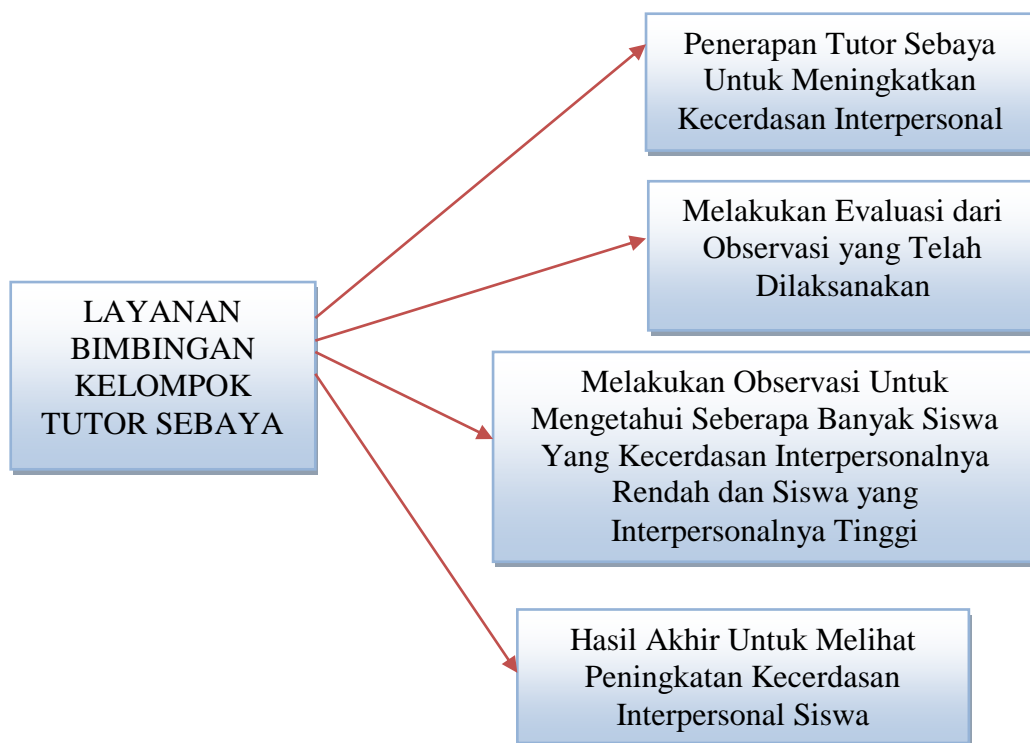 Penerapan Tutor Sebaya
Untuk Meningkatkan
Kecerdasan Interpersonal
Melakukan Evaluasi dari
Observasi yang Telah
Dilaksanakan
LAYANAN
BIMBINGAN
KELOMPOK
TUTOR SEBAYA
Melakukan Observasi Untuk
Mengetahui Seberapa Banyak Siswa
Yang Kecerdasan Interpersonalnya
Rendah dan Siswa yang
Interpersonalnya Tinggi
Hasil Akhir Untuk Melihat
Peningkatan Kecerdasan
Interpersonal Siswa